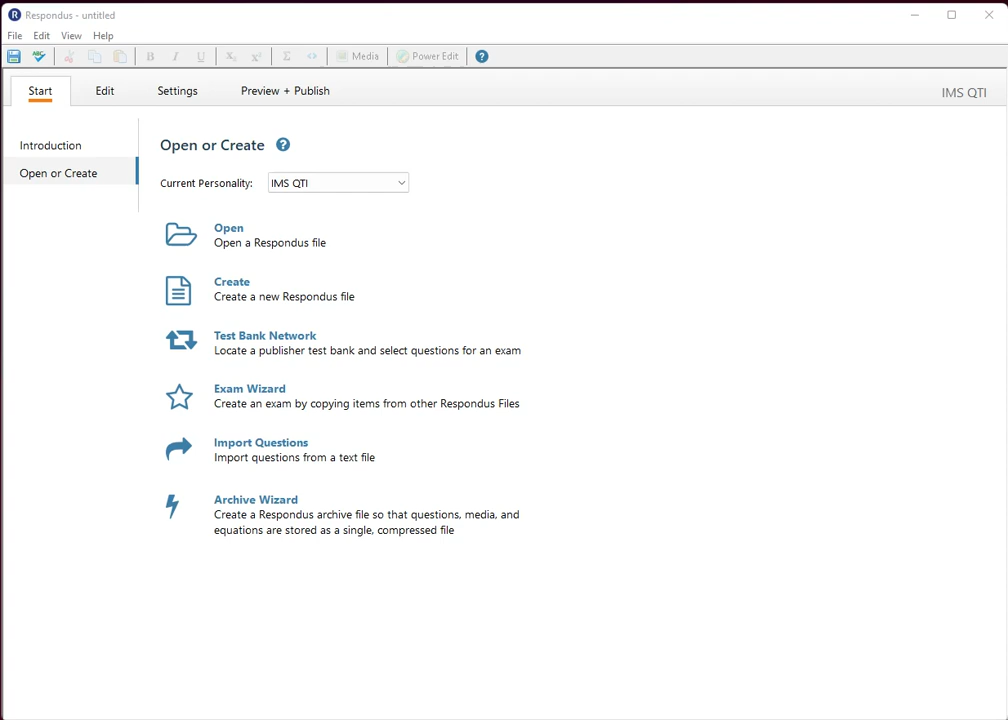 R Respondus - untitled
File Edit View Help
ABC B I U X₂ X² Σ Media Power Edit ?
Start Edit Settings Preview + Publish IMS QTI
Introduction
Open or Create
Open or Create ?
Current Personality: IMS QTI
Open
Open a Respondus file
Create
Create a new Respondus file
Test Bank Network
Locate a publisher test bank and select questions for an exam
Exam Wizard
Create an exam by copying items from other Respondus Files
Import Questions
Import questions from a text file
Archive Wizard
Create a Respondus archive file so that questions, media, and
equations are stored as a single, compressed file